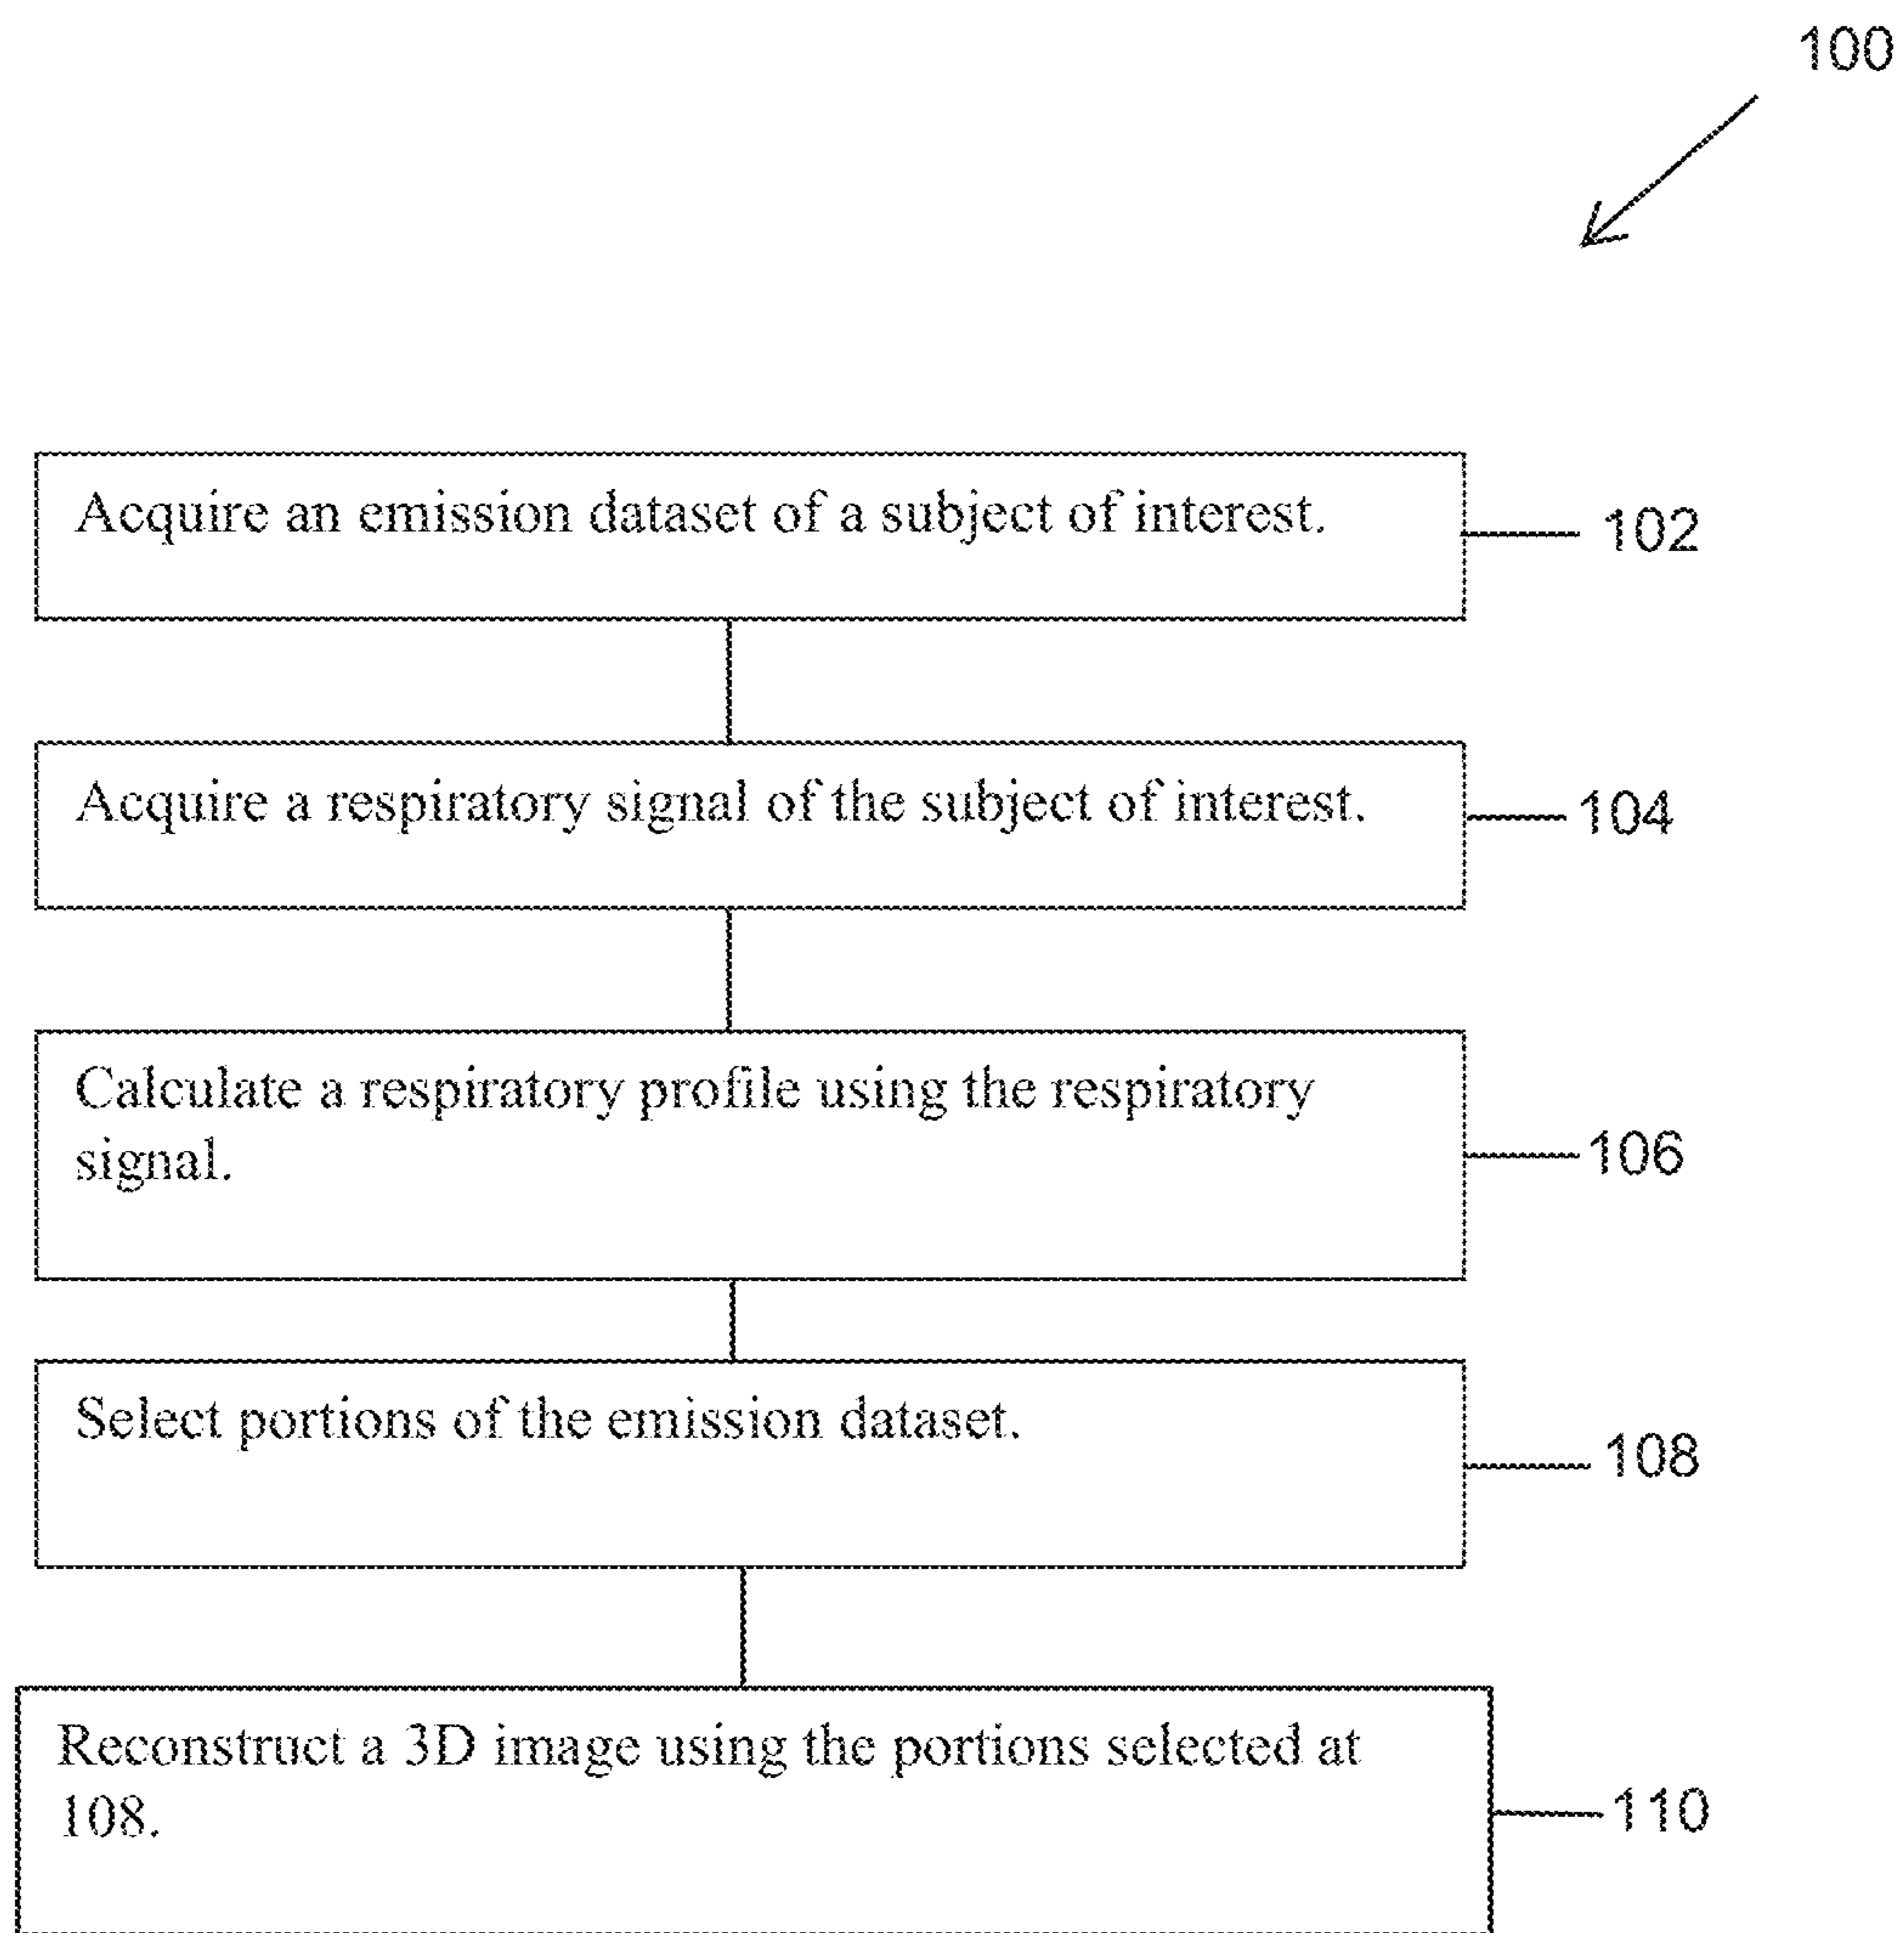 100
Acquire an emission dataset of a subject of interest.
102
Acquire a respiratory signal of the subject of interest.
104
Calculate a respiratory profile using the respiratory
signal.
106
Select portions of the emission dataset.
108
Reconstruct a 3D image using the portions selected at
108.
110